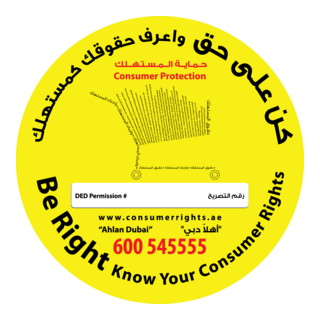 كن على حق واعرف حقوقك كمستهلك
حماية الـمستهـلـك
Consumer Protection
DED Permission #
رقم التصريح
www.consumerrights.ae
“Ahlan Dubai”
“أهلاً دبي”
600 545555
Be Right Know Your Consumer Rights